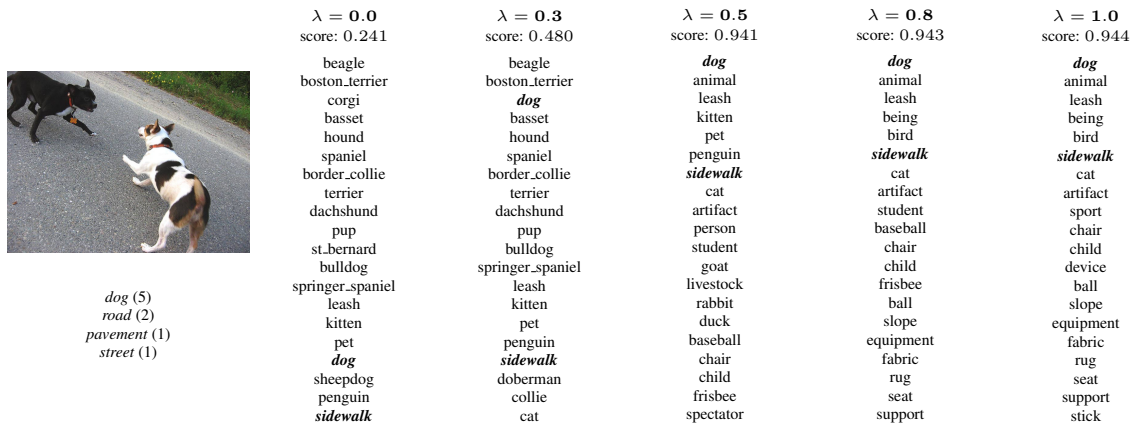 λ = 0.0
score: 0.241
beagle
boston_terrier
corgi
basset
hound
spaniel
border_collie
terrier
dachshund
pup
st_bernard
bulldog
springer_spaniel
leash
kitten
pet
dog
sheepdog
penguin
sidewalk
λ = 0.3
score: 0.480
beagle
boston_terrier
dog
basset
hound
spaniel
border_collie
terrier
dachshund
pup
bulldog
springer_spaniel
leash
kitten
pet
penguin
sidewalk
doberman
collie
cat
λ = 0.5
score: 0.941
dog
animal
leash
kitten
pet
penguin
sidewalk
cat
artifact
person
student
goat
livestock
rabbit
duck
baseball
chair
child
frisbee
spectator
λ = 0.8
score: 0.943
dog
animal
leash
being
bird
sidewalk
cat
artifact
student
baseball
chair
child
frisbee
ball
slope
equipment
fabric
rug
seat
support
λ = 1.0
score: 0.944
dog
animal
leash
being
bird
sidewalk
cat
artifact
sport
chair
child
device
ball
slope
equipment
fabric
rug
seat
support
stick
dog (5)
road (2)
pavement (1)
street (1)